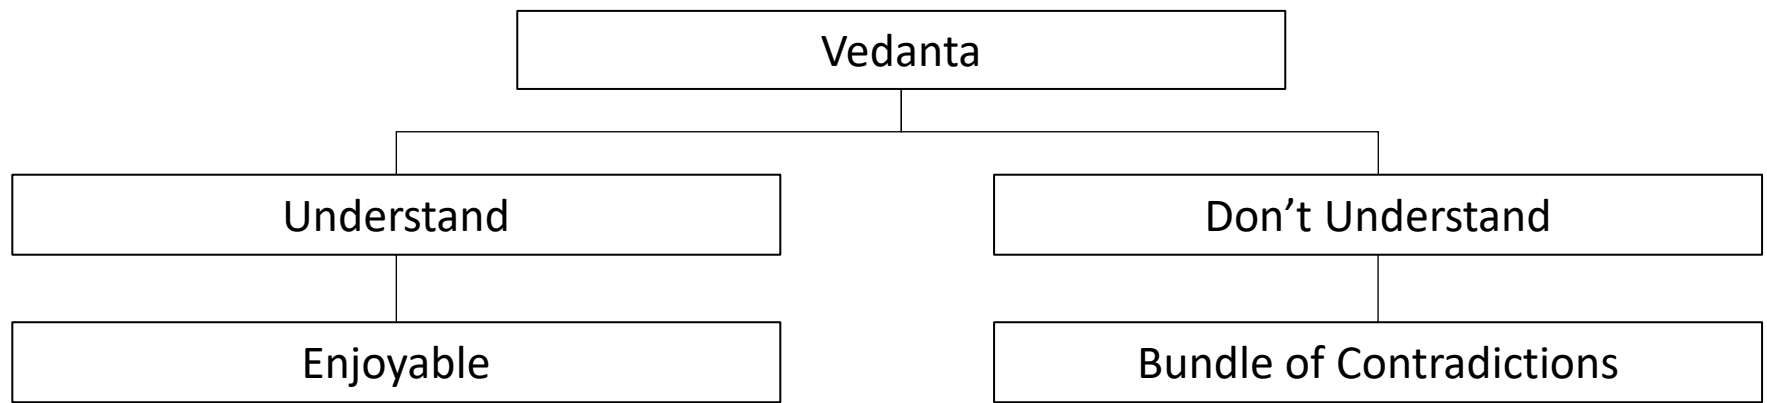 Vedanta
Understand
Don’t Understand
Enjoyable
Bundle of Contradictions